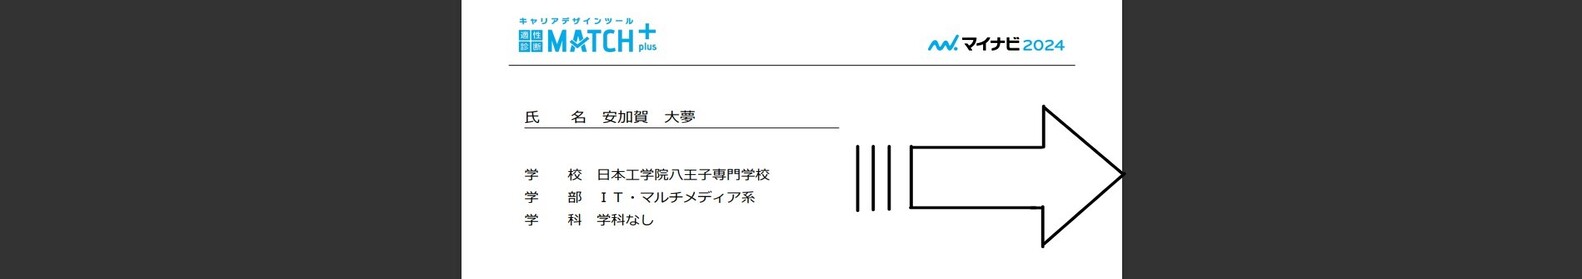 キャリアデザインツール
適性診断 MATCH+ plus
マイナビ2024
氏　名　安加賀　大夢
学　校　日本工学院八王子専門学校
学　部　ＩＴ・マルチメディア系
学　科　学科なし